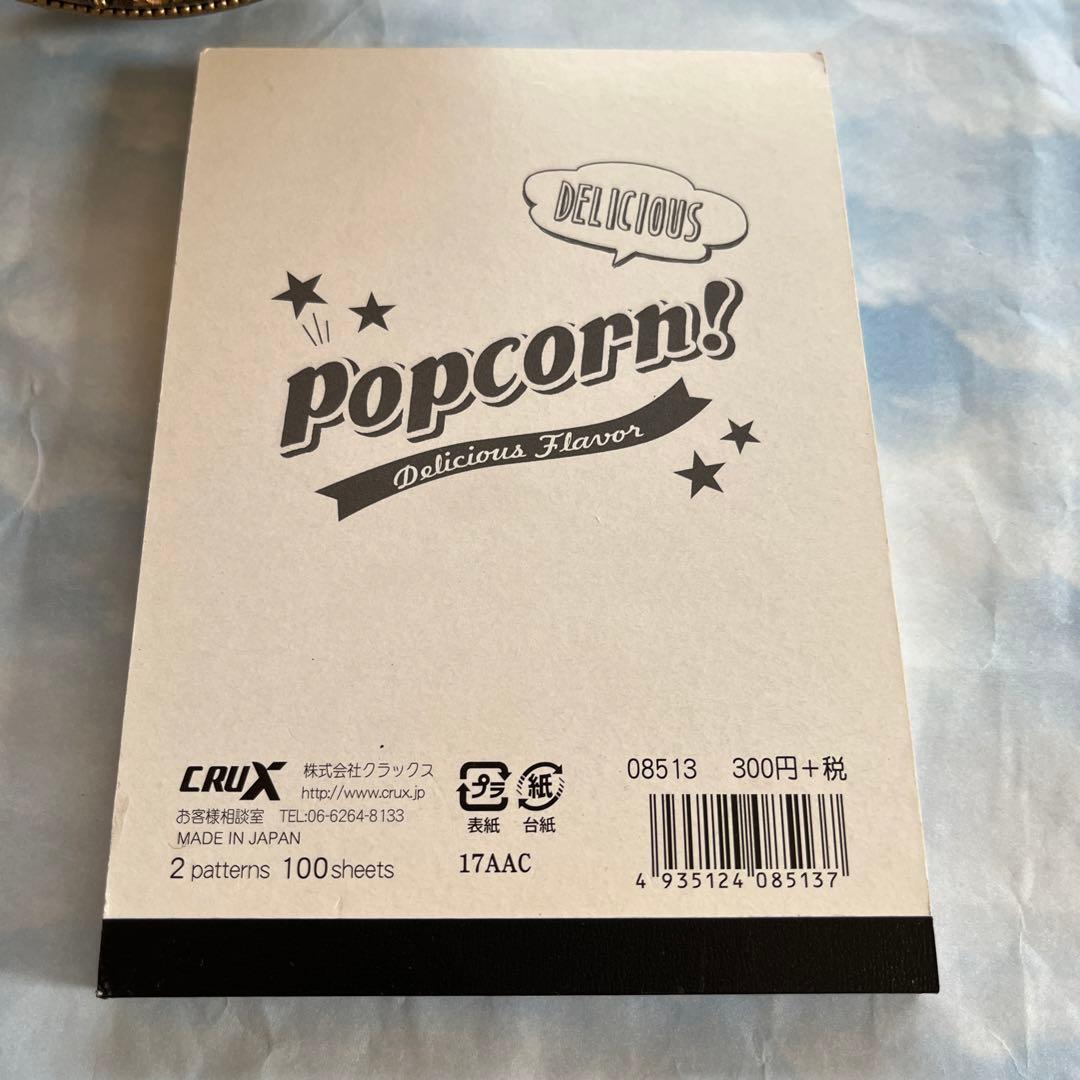 DELICIOUS
Popcorn!
Delicious Flavor
CRUX 株式会社クラックス
http://www.crux.jp
お客様相談室 TEL:06-6264-8133
MADE IN JAPAN
2 patterns 100 sheets
プラ 紙
表紙 台紙
17AAC
08513 300円+税
4 935124 085137